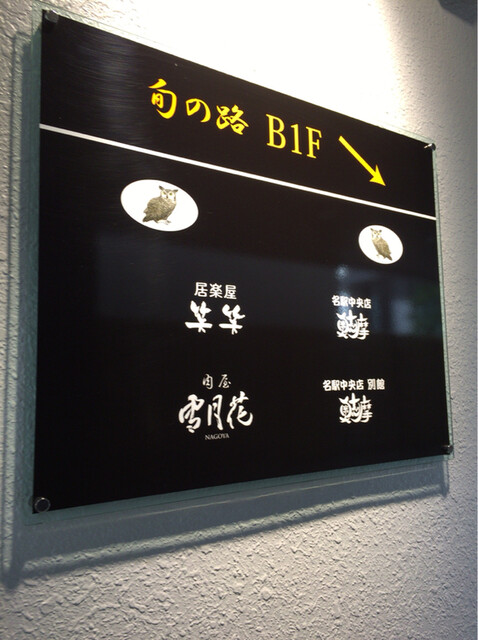 旬の路 B1F
居楽屋
笑笑
肉屋
雪月花
NAGOYA
名駅中央店
名駅中央店 別館